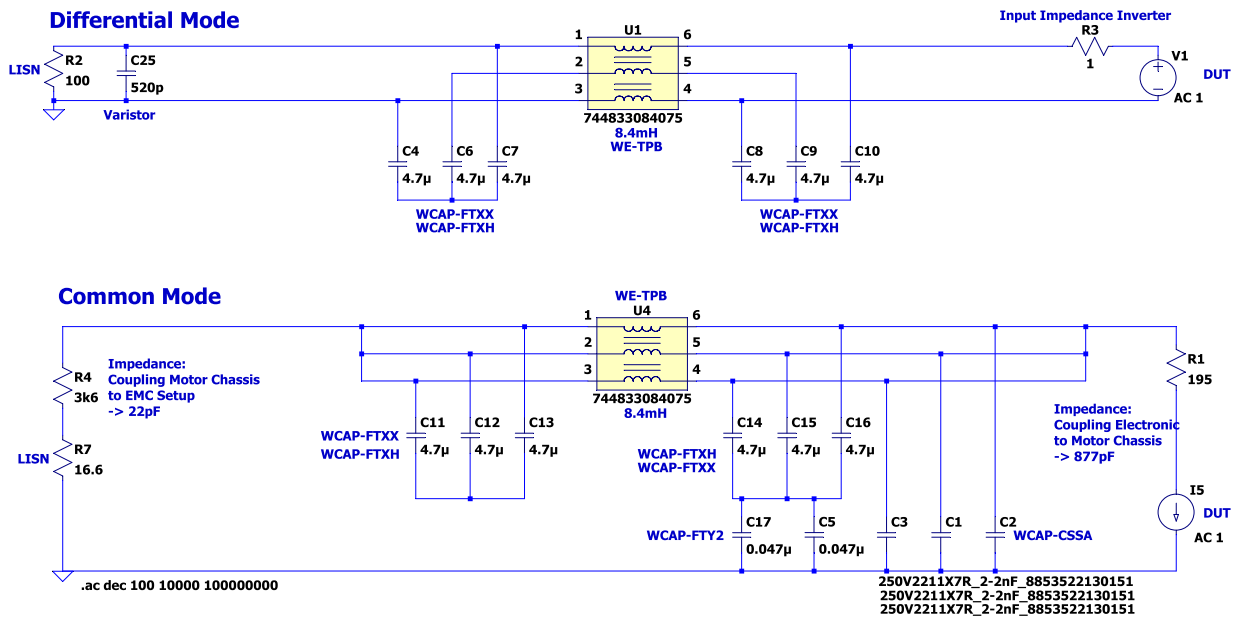 Differential Mode
Input Impedance Inverter
U1
R3
1
6
R2
C25
V1
LISN
100
2
5
1
DUT
520p
3
4
AC 1
Varistor
744833084075
8.4mH
WE-TPB
C4
C6
C7
C8
C9
C10
4.7µ
4.7µ
4.7µ
4.7µ
4.7µ
4.7µ
WCAP-FTXX
WCAP-FTXH
WCAP-FTXX
WCAP-FTXH
Common Mode
WE-TPB
U4
1
6
2
5
3
4
744833084075
8.4mH
R4
3k6
Impedance:
Coupling Motor Chassis
to EMC Setup
-> 22pF
R1
195
LISN
R7
16.6
WCAP-FTXX
WCAP-FTXH
C11
C12
C13
4.7µ
4.7µ
4.7µ
C14
C15
C16
4.7µ
4.7µ
4.7µ
WCAP-FTXH
WCAP-FTXX
Impedance:
Coupling Electronic
to Motor Chassis
-> 877pF
I5
DUT
AC 1
WCAP-FTY2
C17
0.047µ
C5
0.047µ
C3
C1
C2
WCAP-CSSA
.ac dec 100 10000 100000000
250V2211X7R_2-2nF_8853522130151
250V2211X7R_2-2nF_8853522130151
250V2211X7R_2-2nF_8853522130151